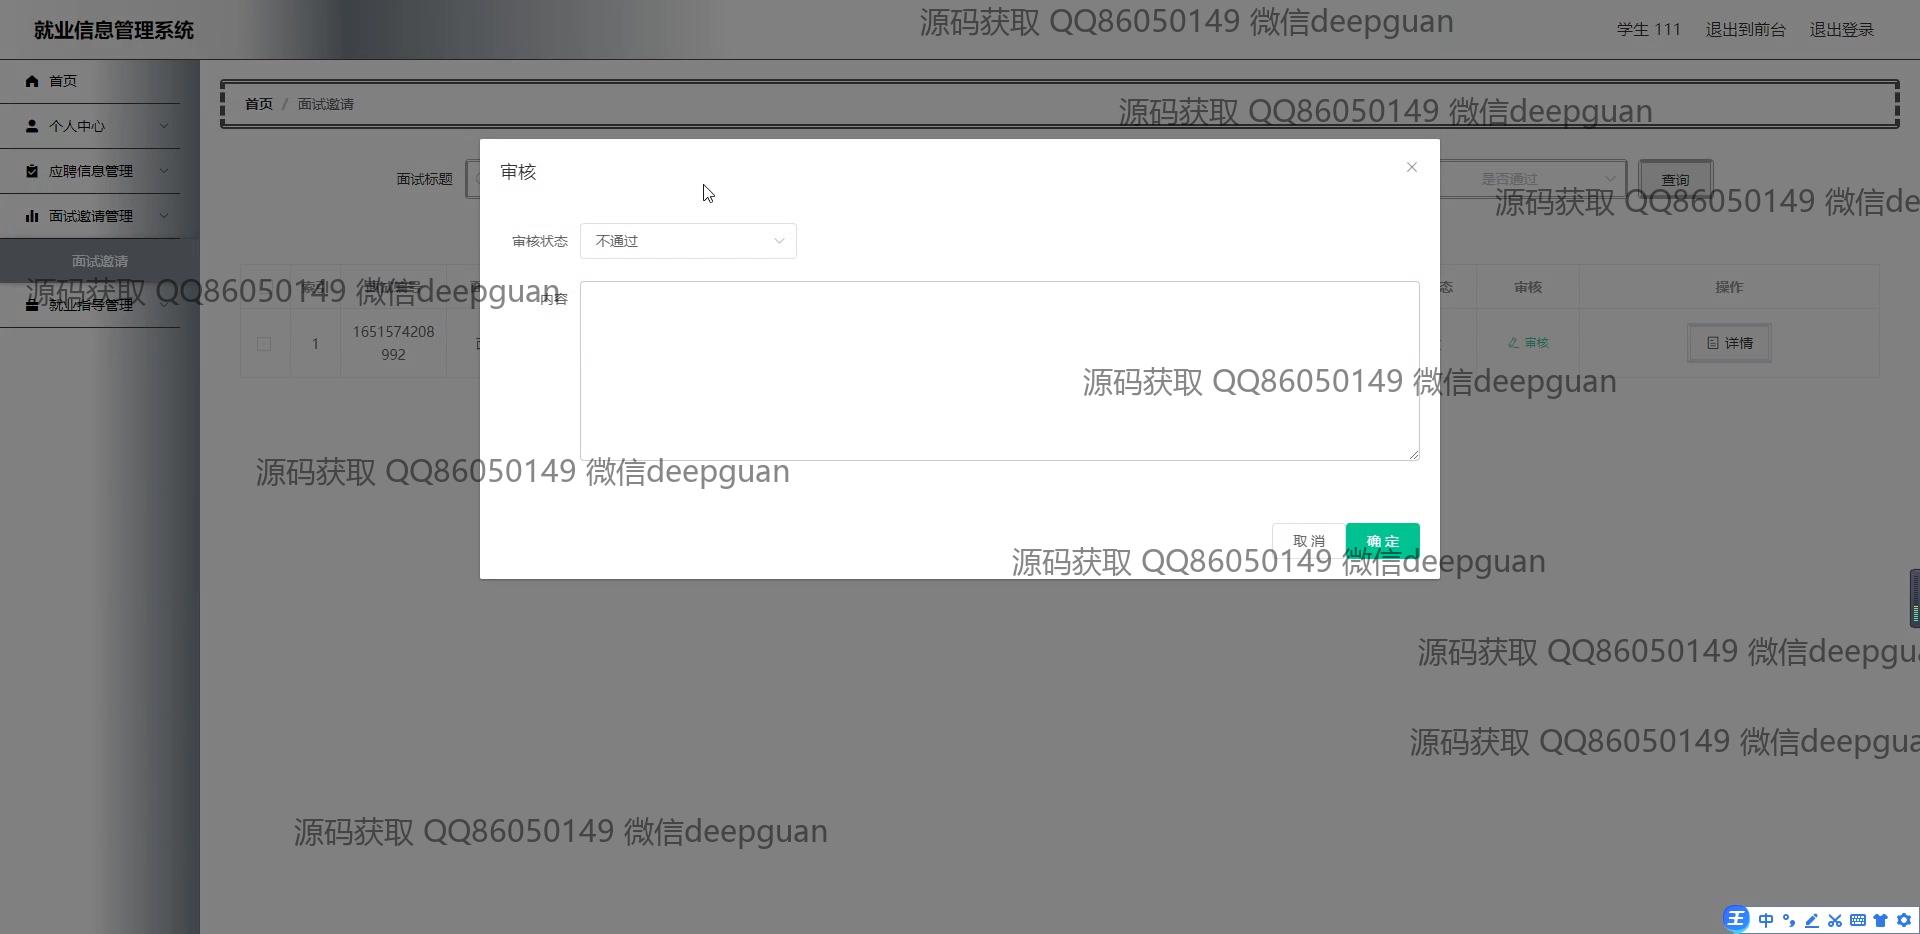 就业信息管理系统
源码获取 QQ86050149 微信deepguan
学生 111
退出到前台
退出登录
首页
个人中心
应聘信息管理
面试邀请管理
面试邀请
就业指导管理
首页 / 面试邀请
源码获取 QQ86050149 微信deepguan
面试标题
是否通过
查询
源码获取 QQ86050149 微信de
审核
审核状态
不通过
内容
源码获取 QQ86050149 微信deepguan
索引
面试编号
态
审核
操作
1
1651574208
992
审核
详情
源码获取 QQ86050149 微信deepguan
源码获取 QQ86050149 微信deepguan
取消
确定
源码获取 QQ86050149 微信deepguan
源码获取 QQ86050149 微信deepgua
源码获取 QQ86050149 微信deepgua
源码获取 QQ86050149 微信deepguan
王 中